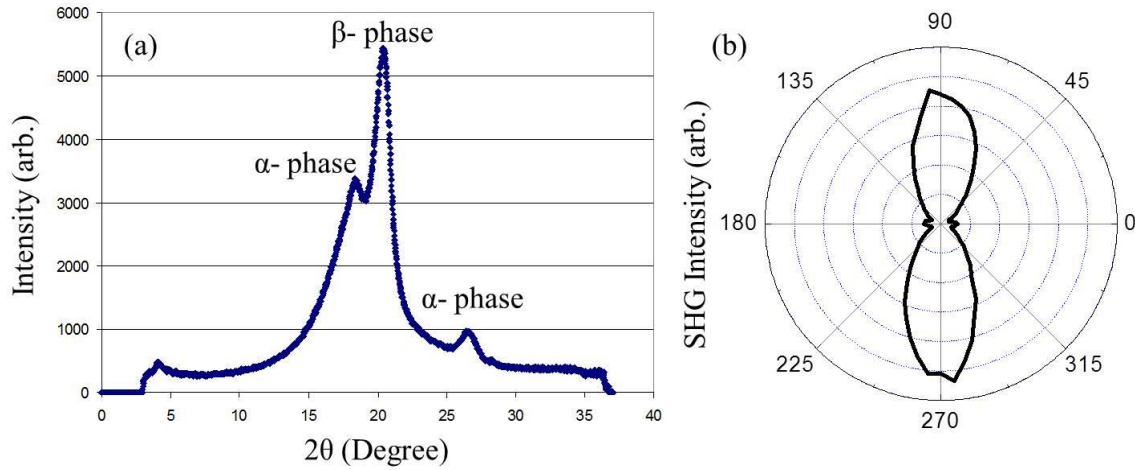 (a)
β- phase
α- phase
α- phase
Intensity (arb.)
6000
5000
4000
3000
2000
1000
0
0 5 10 15 20 25 30 35 40
2θ (Degree)
(b)
SHG Intensity (arb.)
90
135 45
180 0
225 315
270